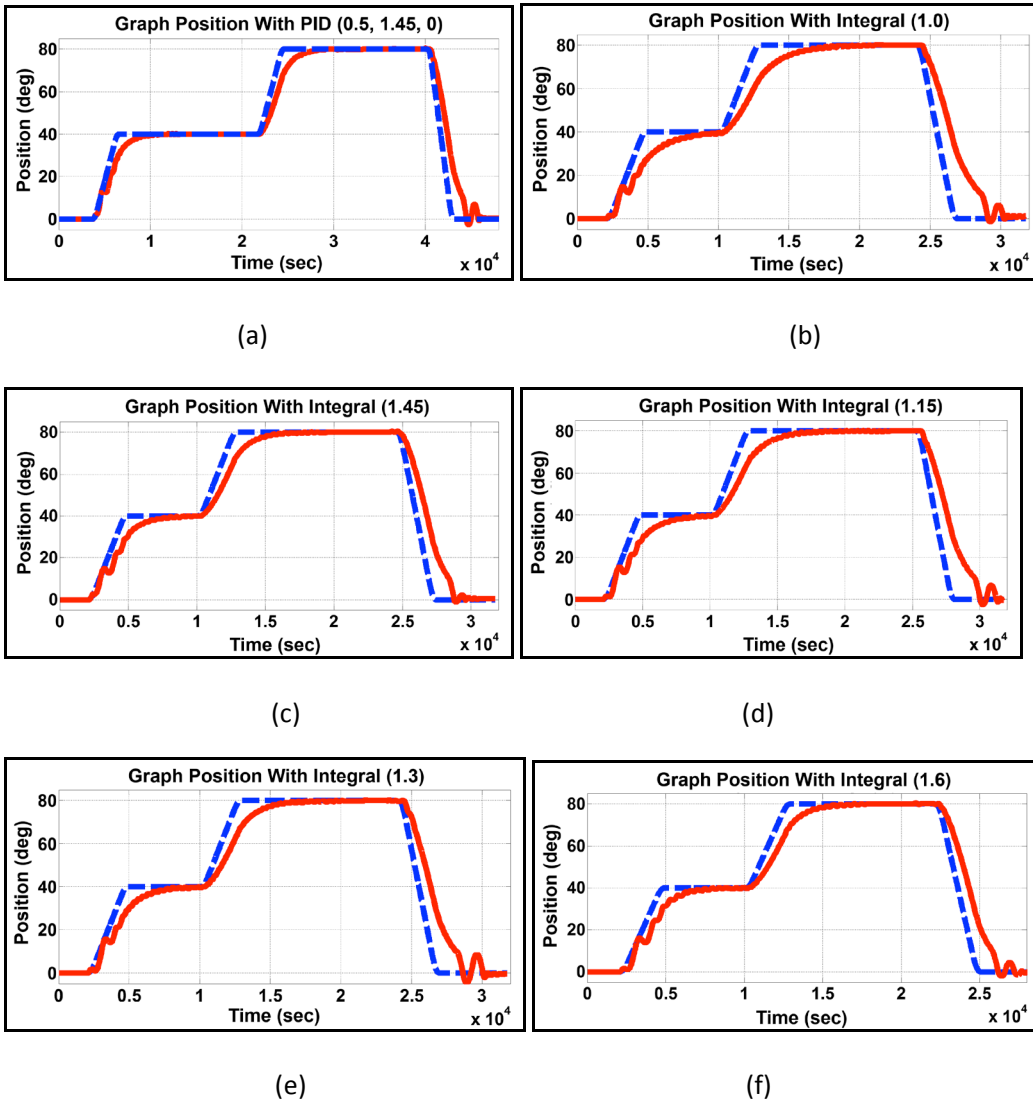 Graph Position With PID (0.5, 1.45, 0)
Position (deg)
80
60
40
20
0
0 1 2 3 4
Time (sec)
x 10^4
(a)
Graph Position With Integral (1.0)
Position (deg)
80
60
40
20
0
0 0.5 1 1.5 2 2.5 3
Time (sec)
x 10^4
(b)
Graph Position With Integral (1.45)
Position (deg)
80
60
40
20
0
0 0.5 1 1.5 2 2.5 3
Time (sec)
x 10^4
(c)
Graph Position With Integral (1.15)
Position (deg)
80
60
40
20
0
0 0.5 1 1.5 2 2.5 3
Time (sec)
x 10^4
(d)
Graph Position With Integral (1.3)
Position (deg)
80
60
40
20
0
0 0.5 1 1.5 2 2.5 3
Time (sec)
x 10^4
(e)
Graph Position With Integral (1.6)
Position (deg)
80
60
40
20
0
0 0.5 1 1.5 2 2.5
Time (sec)
x 10^4
(f)